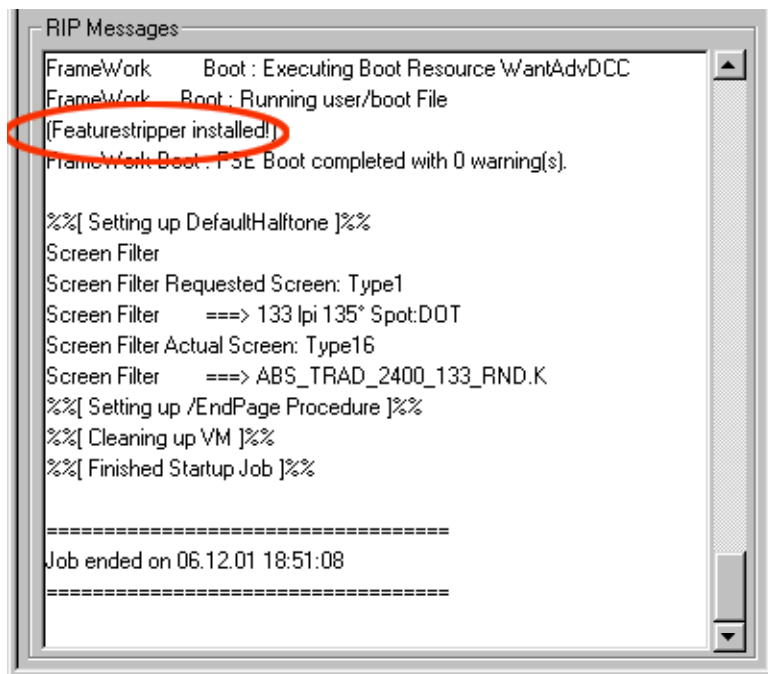 RIP Messages
FrameWork Boot : Executing Boot Resource WantAdvDCC
FrameWork Boot : Running user/boot File
(Featurestripper installed!)
FrameWork Boot : PSE Boot completed with 0 warning(s).
%%[ Setting up DefaultHalftone ]%%
Screen Filter
Screen Filter Requested Screen: Type1
Screen Filter ===> 133 lpi 135° Spot:DOT
Screen Filter Actual Screen: Type16
Screen Filter ===> ABS_TRAD_2400_133_RND.K
%%[ Setting up /EndPage Procedure ]%%
%%[ Cleaning up VM ]%%
%%[ Finished Startup Job ]%%
===================================
Job ended on 06.12.01 18:51:08
===================================